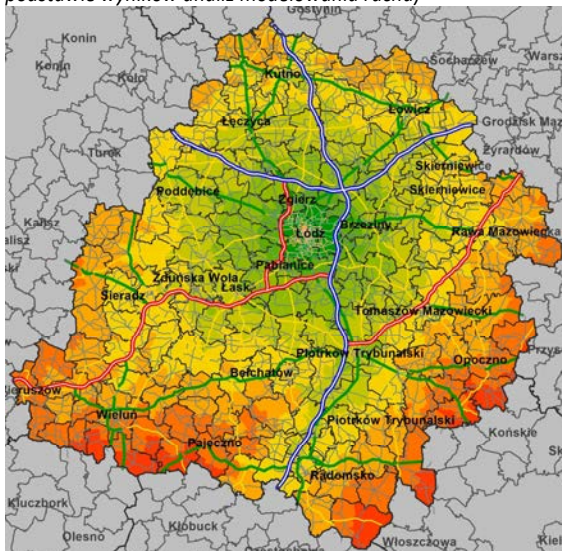 podstawie wyników analiz modelowania ruchu)
Gostynin
Konin
Konin
Koło
Kutno
Sochaczew
Łowicz
Łęczyca
Grodzisk Maz
Żyrardów
Turek
Skierniewice
Skierniewice
Poddębice
Zgierz
Kalisz
Łódź
Brzeziny
Rawa Mazowiecka
Pabianice
Zduńska Wola
Łask
Sieradz
Tomaszów Mazowiecki
Piotrków Trybunalski
Opoczno
Bełchatów
Wieluń
Piotrków Trybunalski
Pajęczno
Końskie
Radomsko
Kluczbork
Kłobuck
Włoszczowa
Olesno